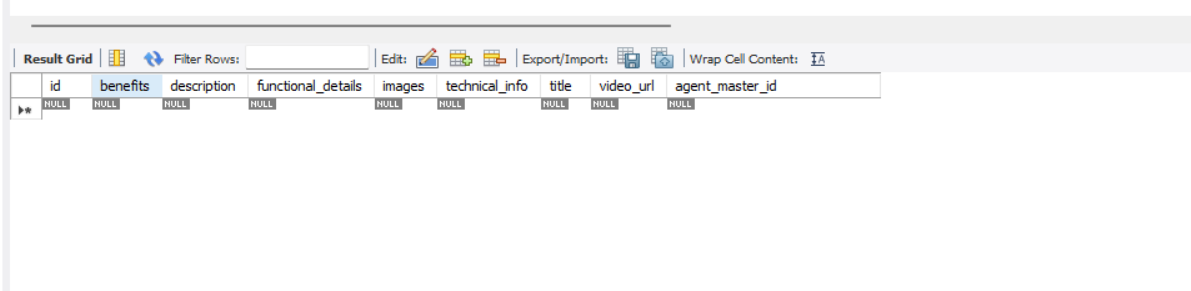 Result Grid Filter Rows: Edit: Export/Import: Wrap Cell Content: IA
id benefits description functional_details images technical_info title video_url agent_master_id
NULL NULL NULL NULL NULL NULL NULL NULL NULL